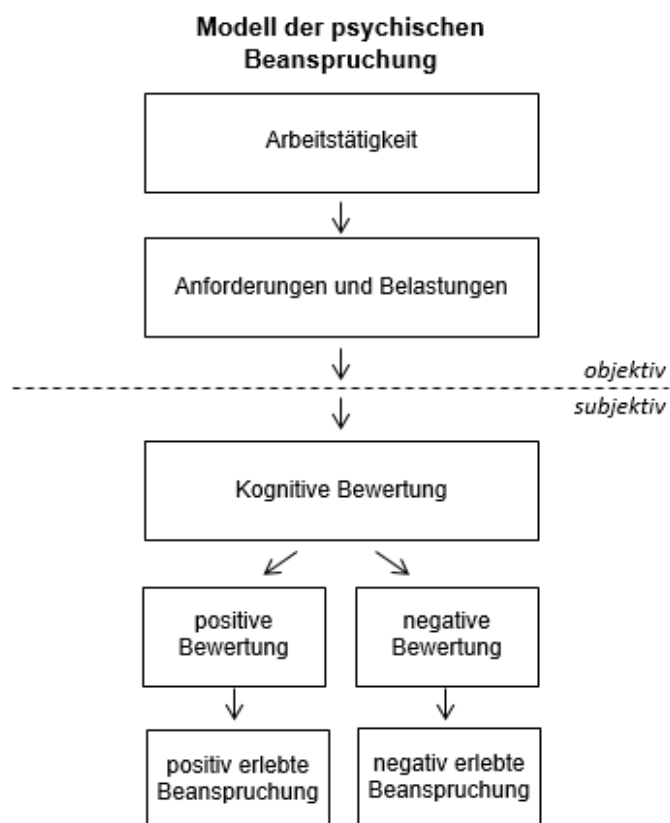 Modell der psychischen
Beanspruchung
Arbeitstätigkeit
Anforderungen und Belastungen
objektiv
subjektiv
Kognitive Bewertung
positive
Bewertung
negative
Bewertung
positiv erlebte
Beanspruchung
negativ erlebte
Beanspruchung